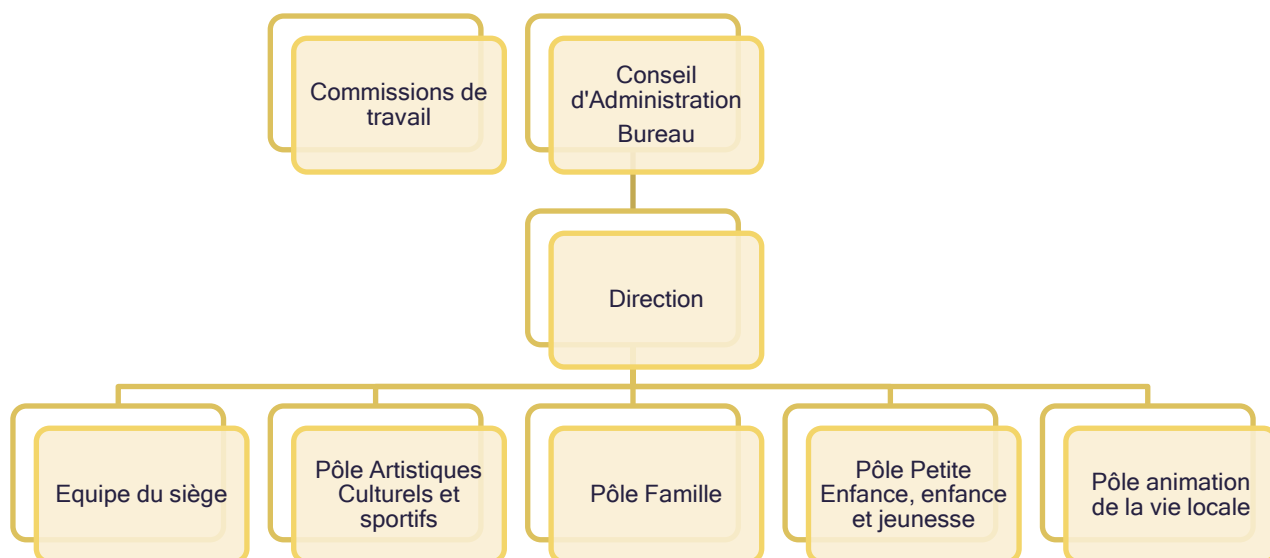 Commissions de
travail
Conseil
d'Administration
Bureau
Direction
Equipe du siège
Pôle Artistiques
Culturels et
sportifs
Pôle Famille
Pôle Petite
Enfance, enfance
et jeunesse
Pôle animation
de la vie locale